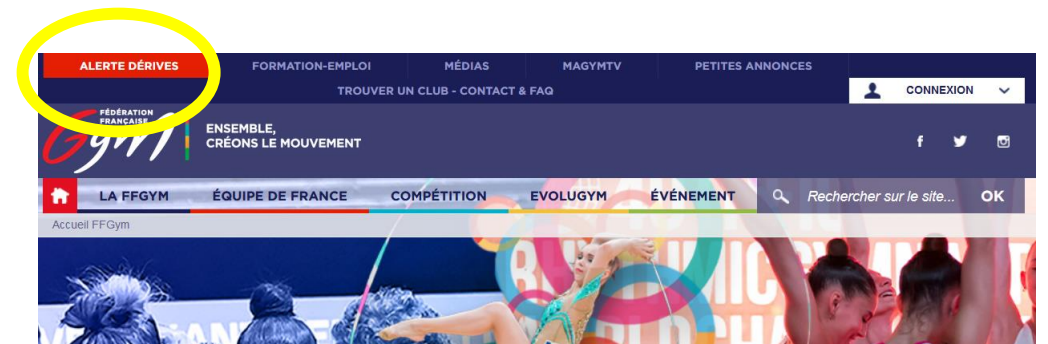 ALERTE DÉRIVES FORMATION-EMPLOI MÉDIAS MAGYMTV PETITES ANNONCES
TROUVER UN CLUB - CONTACT & FAQ CONNEXION
FÉDÉRATION
FRANÇAISE
Gym
ENSEMBLE,
CRÉONS LE MOUVEMENT
LA FFGYM ÉQUIPE DE FRANCE COMPÉTITION EVOLUGYM ÉVÉNEMENT Rechercher sur le site... OK
Accueil FFGym